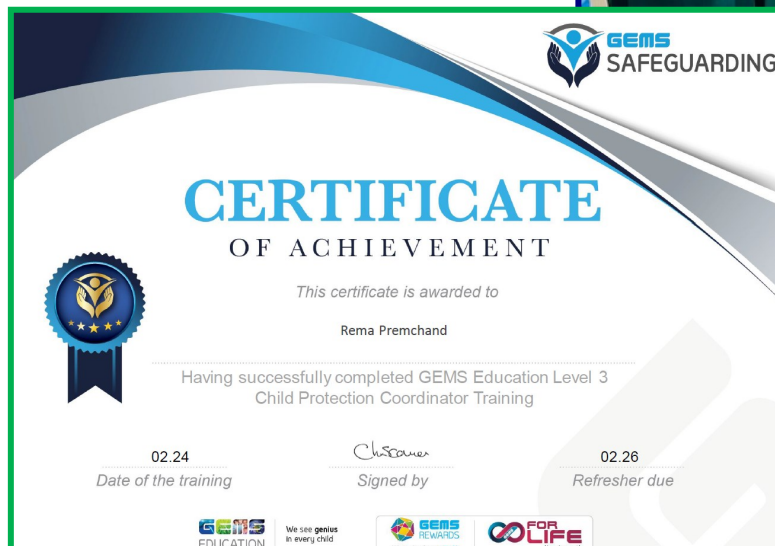 GEMS
SAFEGUARDING
CERTIFICATE
OF ACHIEVEMENT
This certificate is awarded to
Rema Premchand
Having successfully completed GEMS Education Level 3
Child Protection Coordinator Training
02.24
02.26
Date of the training
Signed by
Refresher due
GEMS
EDUCATION
We see genius
in every child
GEMS
REWARDS
FOR
LIFE